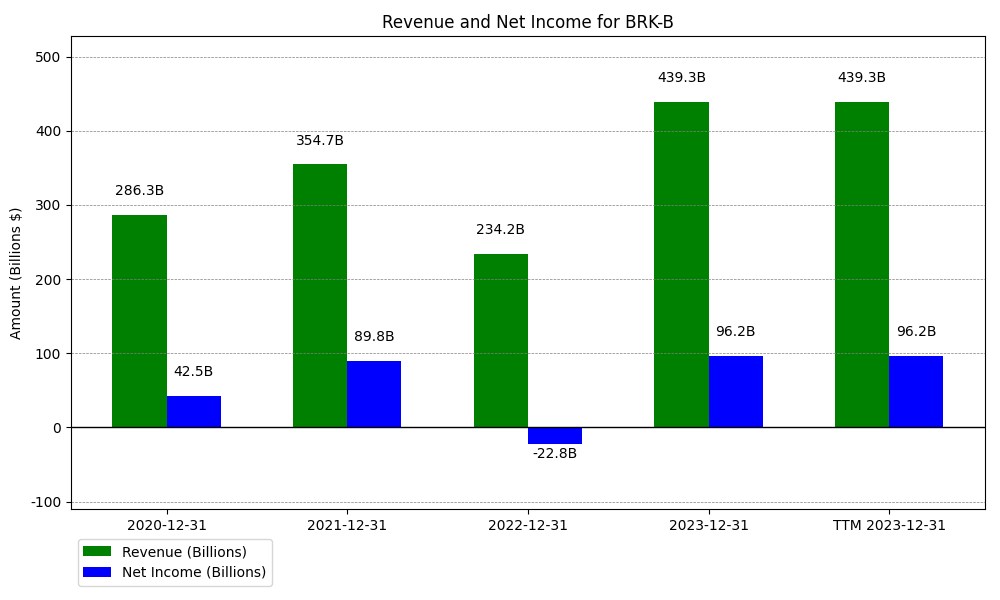 Revenue and Net Income for BRK-B
Amount (Billions $)
500
400
300
200
100
0
-100
286.3B
42.5B
354.7B
89.8B
234.2B
-22.8B
439.3B
96.2B
439.3B
96.2B
2020-12-31
2021-12-31
2022-12-31
2023-12-31
TTM 2023-12-31
Revenue (Billions)
Net Income (Billions)